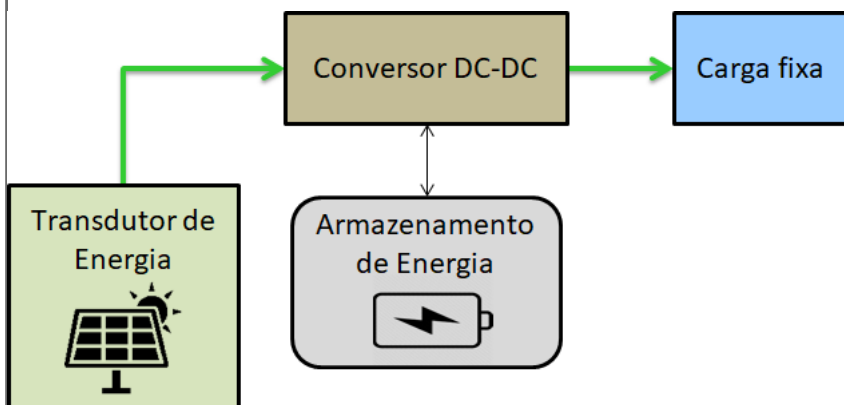 Conversor DC-DC
Carga fixa
Transdutor de
Energia
Armazenamento
de Energia